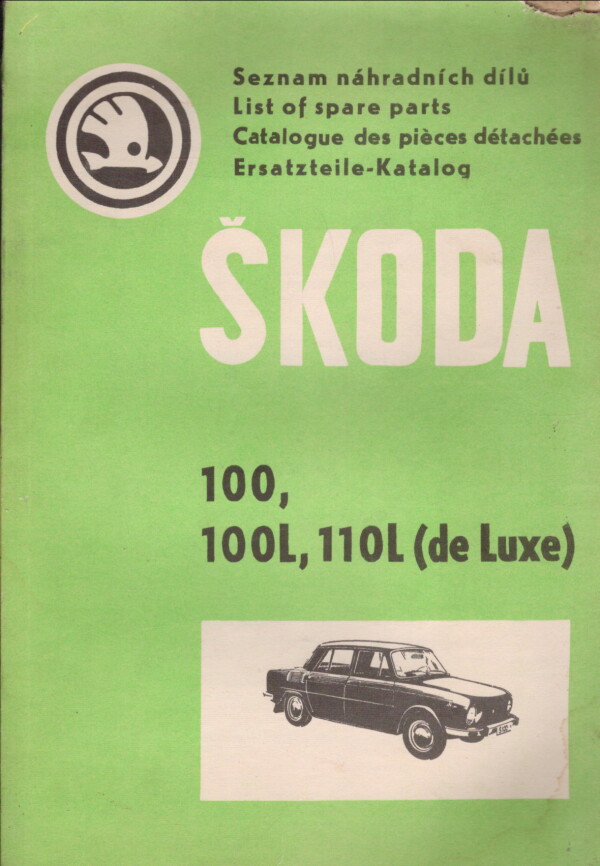 Seznam náhradních dílů
List of spare parts
Catalogue des pièces détachées
Ersatzteile-Katalog
ŠKODA
100,
100L, 110L (de Luxe)